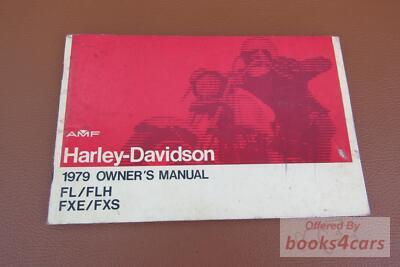 AMF
Harley-Davidson
1979 OWNER'S MANUAL
FL/FLH
FXE/FXS
Offered By
books4cars